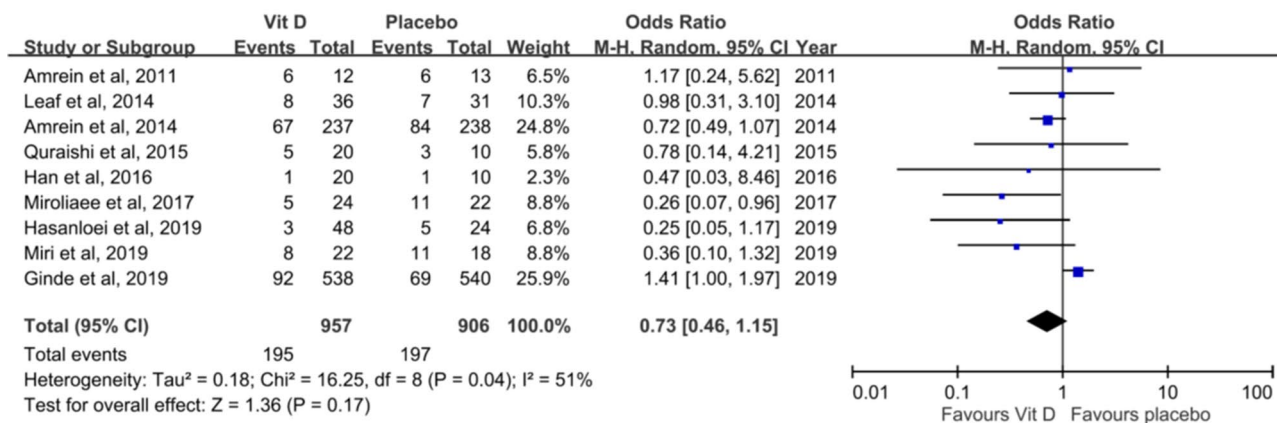 Vit D Placebo Odds Ratio Odds Ratio
Study or Subgroup Events Total Events Total Weight M-H, Random, 95% CI Year M-H, Random, 95% CI
Amrein et al, 2011 6 12 6 13 6.5% 1.17 [0.24, 5.62] 2011
Leaf et al, 2014 8 36 7 31 10.3% 0.98 [0.31, 3.10] 2014
Amrein et al, 2014 67 237 84 238 24.8% 0.72 [0.49, 1.07] 2014
Quraishi et al, 2015 5 20 3 10 5.8% 0.78 [0.14, 4.21] 2015
Han et al, 2016 1 20 1 10 2.3% 0.47 [0.03, 8.46] 2016
Miroliaee et al, 2017 5 24 11 22 8.8% 0.26 [0.07, 0.96] 2017
Hasanloei et al, 2019 3 48 5 24 6.8% 0.25 [0.05, 1.17] 2019
Miri et al, 2019 8 22 11 18 8.8% 0.36 [0.10, 1.32] 2019
Ginde et al, 2019 92 538 69 540 25.9% 1.41 [1.00, 1.97] 2019
Total (95% CI) 957 906 100.0% 0.73 [0.46, 1.15]
Total events 195 197
Heterogeneity: Tau² = 0.18; Chi² = 16.25, df = 8 (P = 0.04); I² = 51%
Test for overall effect: Z = 1.36 (P = 0.17)
0.01 0.1 1 10 100
Favours Vit D Favours placebo